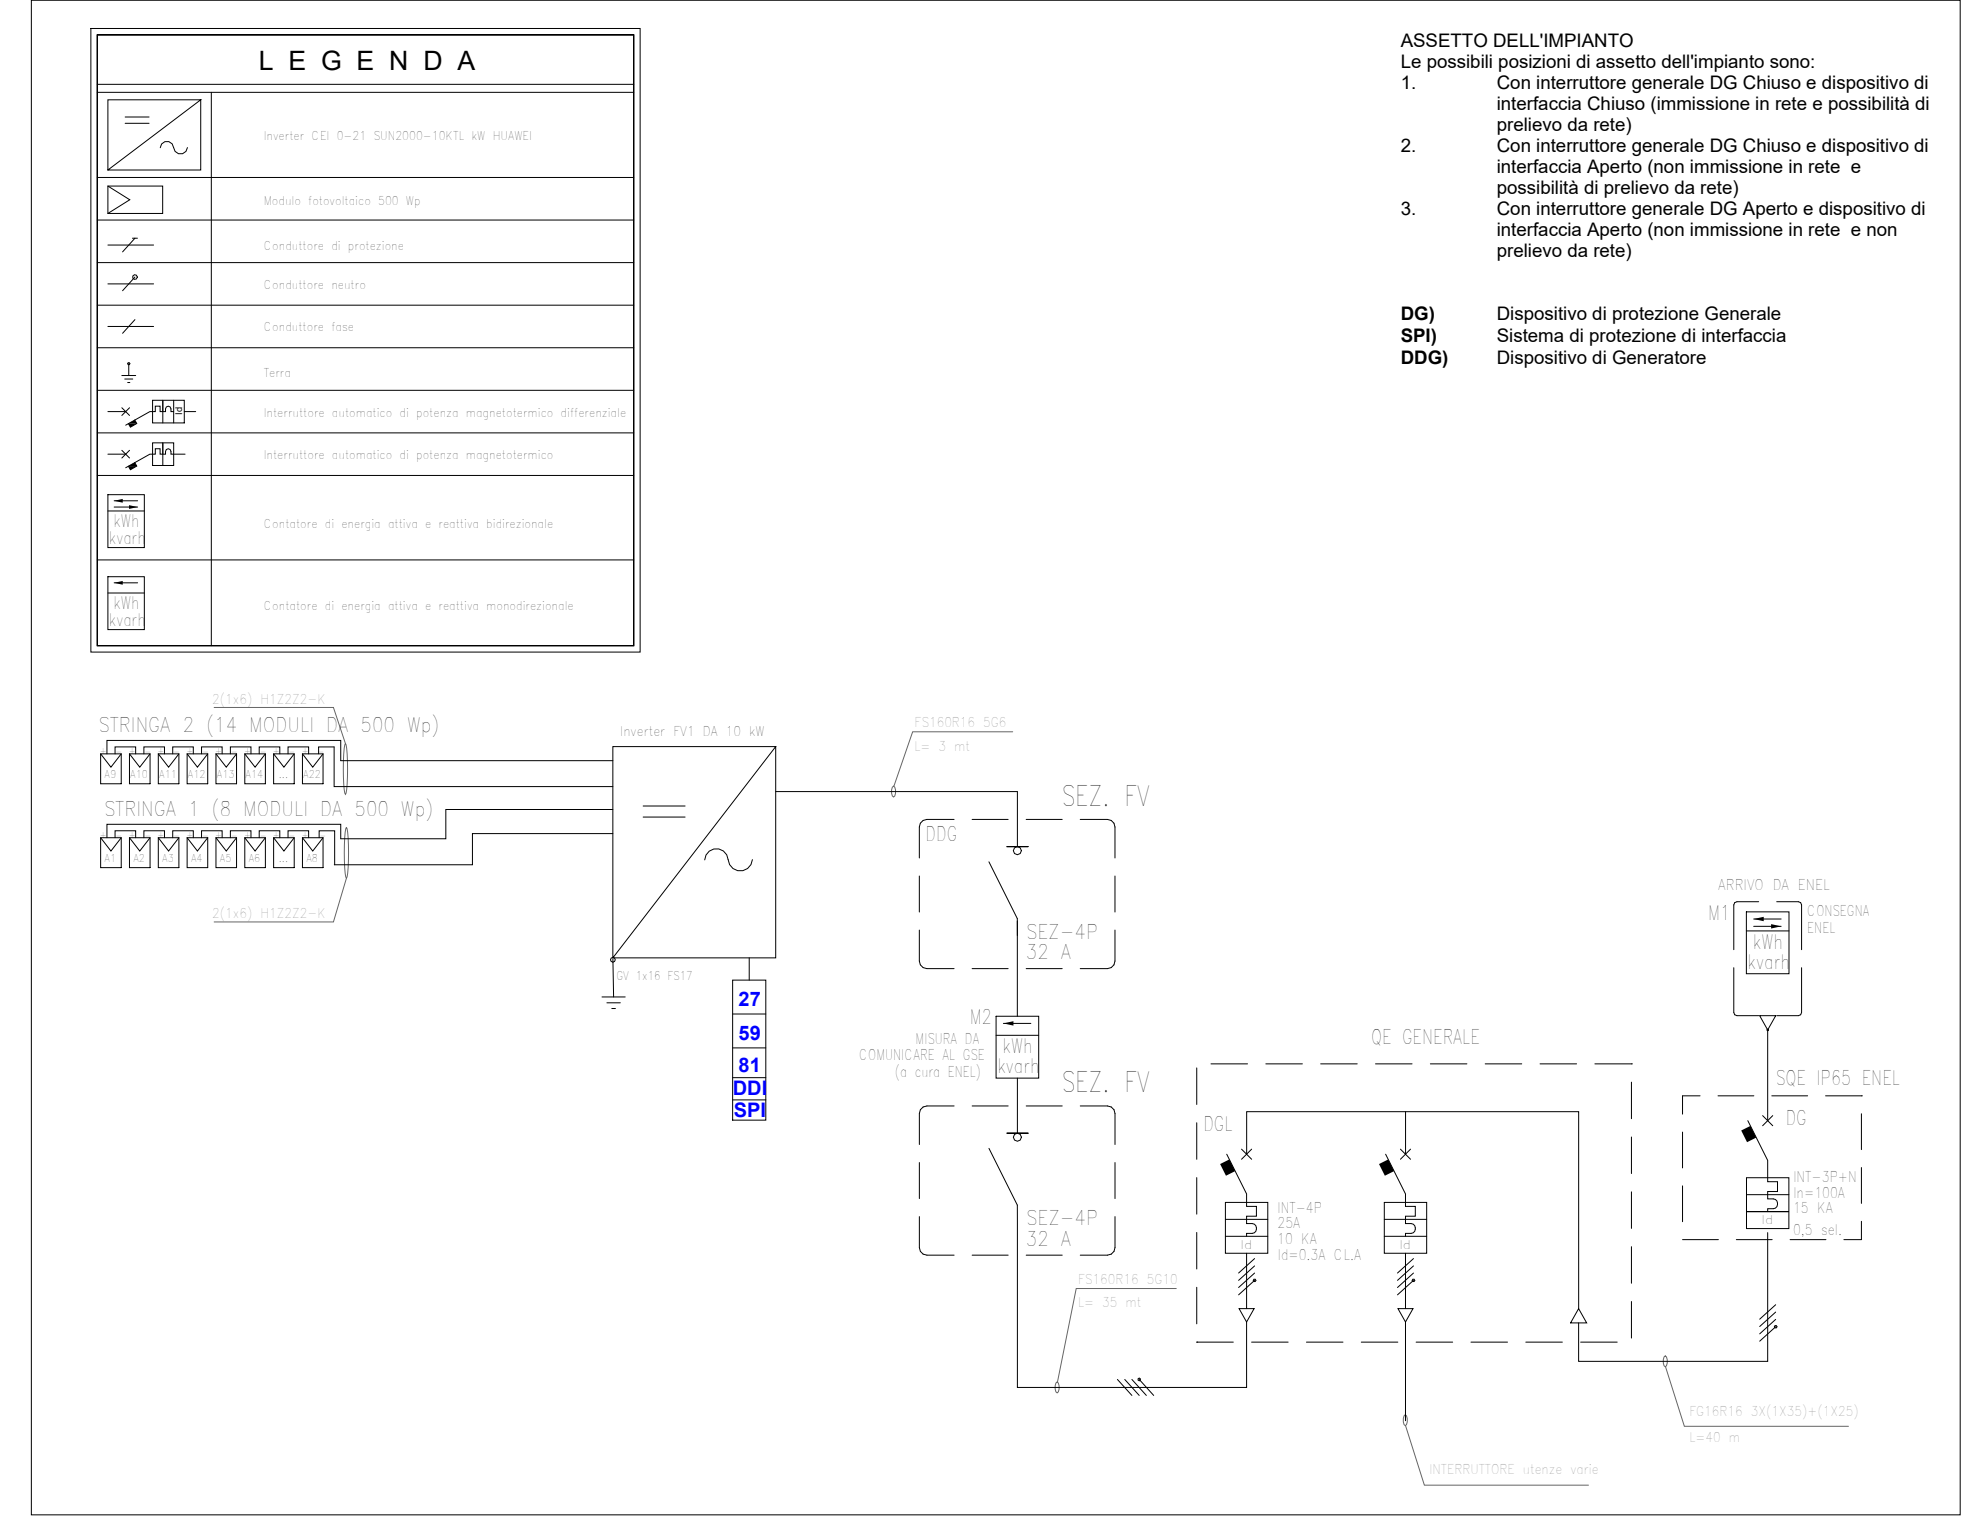 L E G E N D A
Inverter CEI 0-21 SUN2000-10KTL kW HUAWEI
Modulo fotovoltaico 500 Wp
Conduttore di protezione
Conduttore neutro
Conduttore fase
Terra
PI
Interruttore automatico di potenza magnetotermico differenziale
Interruttore automatico di potenza magnetotermico
kWh
kvarh
Contatore di energia attiva e reattiva bidirezionale
kWh
kvarh
Contatore di energia attiva e reattiva monodirezionale
ASSETTO DELL'IMPIANTO
Le possibili posizioni di assetto dell'impianto sono:
1. Con interruttore generale DG Chiuso e dispositivo di
interfaccia Chiuso (immissione in rete e possibilità di
prelievo da rete)
2. Con interruttore generale DG Chiuso e dispositivo di
interfaccia Aperto (non immissione in rete e
possibilità di prelievo da rete)
3. Con interruttore generale DG Aperto e dispositivo di
interfaccia Aperto (non immissione in rete e non
prelievo da rete)
DG) Dispositivo di protezione Generale
SPI) Sistema di protezione di interfaccia
DDG) Dispositivo di Generatore
2(1x6) H1Z2Z2-K
STRINGA 2 (14 MODULI DA 500 Wp)
A9 A10 A11 A12 A13 A14 ... A22
STRINGA 1 (8 MODULI DA 500 Wp)
A1 A2 A3 A4 A5 A6 ... A8
2(1x6) H1Z2Z2-K
Inverter FV1 DA 10 kW
GV 1x16 FS17
27
59
81
DDI
SPI
FS160R16 5G6
L= 3 mt
SEZ. FV
DDG
SEZ-4P
32 A
M2
MISURA DA
COMUNICARE AL GSE
(a cura ENEL)
kWh
kvarh
SEZ. FV
SEZ-4P
32 A
FS160R16 5G10
L= 35 mt
QE GENERALE
DGL
INT-4P
25A
10 KA
Id=0.3A CL.A
Id
Id
INTERRUTTORE utenze varie
ARRIVO DA ENEL
M1
CONSEGNA
ENEL
kWh
kvarh
SQE IP65 ENEL
DG
INT-3P+N
In=100A
15 KA
0,5 sel.
Id
FG16R16 3X(1X35)+(1X25)
L=40 m